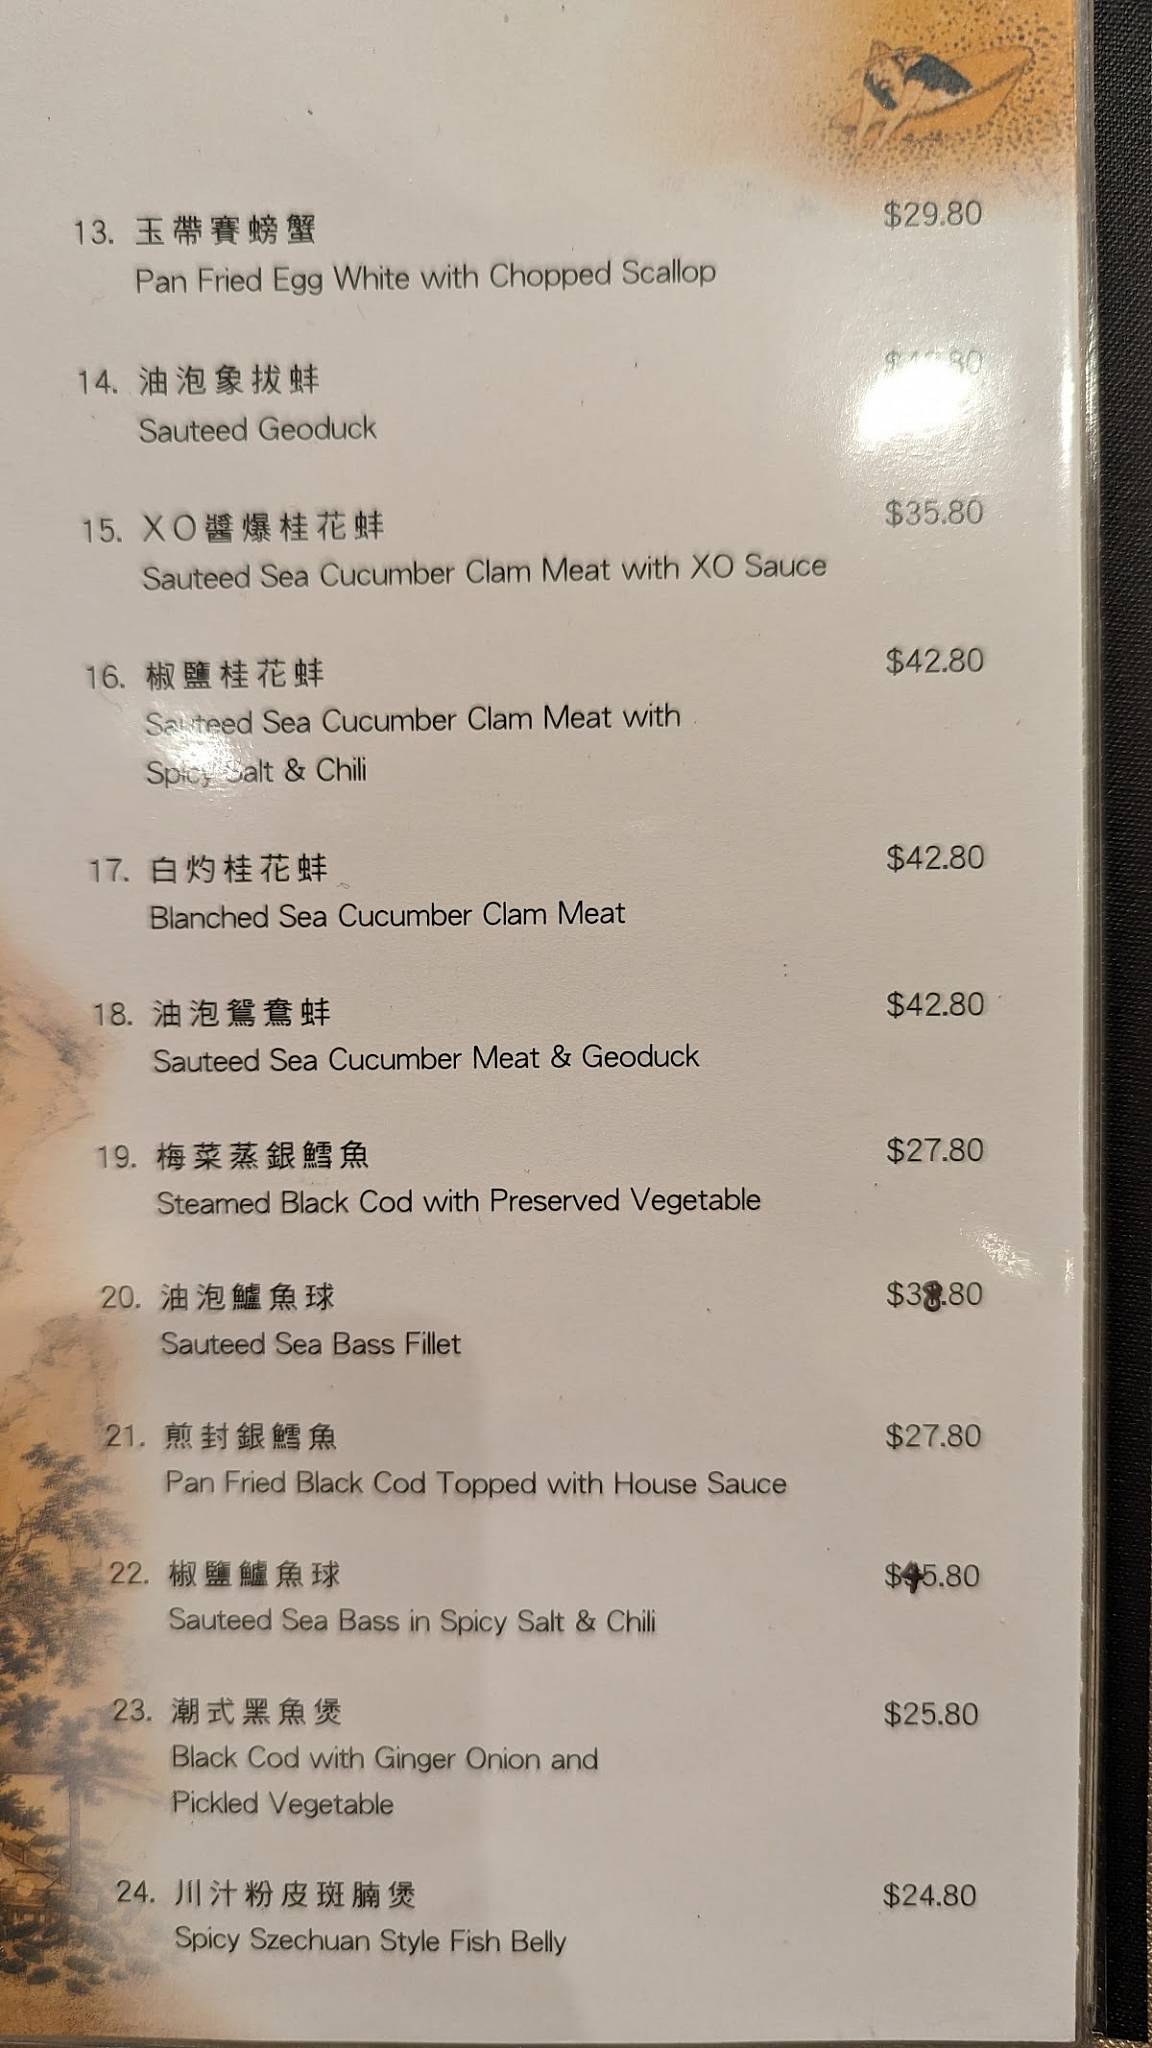 13. 玉帶賽螃蟹 $29.80
Pan Fried Egg White with Chopped Scallop
14. 油泡象拔蚌
Sauteed Geoduck
15. XO醬爆桂花蚌 $35.80
Sauteed Sea Cucumber Clam Meat with XO Sauce
16. 椒鹽桂花蚌 $42.80
Sauteed Sea Cucumber Clam Meat with
Spicy Salt & Chili
17. 白灼桂花蚌 $42.80
Blanched Sea Cucumber Clam Meat
18. 油泡鴛鴦蚌 $42.80
Sauteed Sea Cucumber Meat & Geoduck
19. 梅菜蒸銀鱈魚 $27.80
Steamed Black Cod with Preserved Vegetable
20. 油泡鱸魚球 $38.80
Sauteed Sea Bass Fillet
21. 煎封銀鱈魚 $27.80
Pan Fried Black Cod Topped with House Sauce
22. 椒鹽鱸魚球 $45.80
Sauteed Sea Bass in Spicy Salt & Chili
23. 潮式黑魚煲 $25.80
Black Cod with Ginger Onion and
Pickled Vegetable
24. 川汁粉皮斑腩煲 $24.80
Spicy Szechuan Style Fish Belly